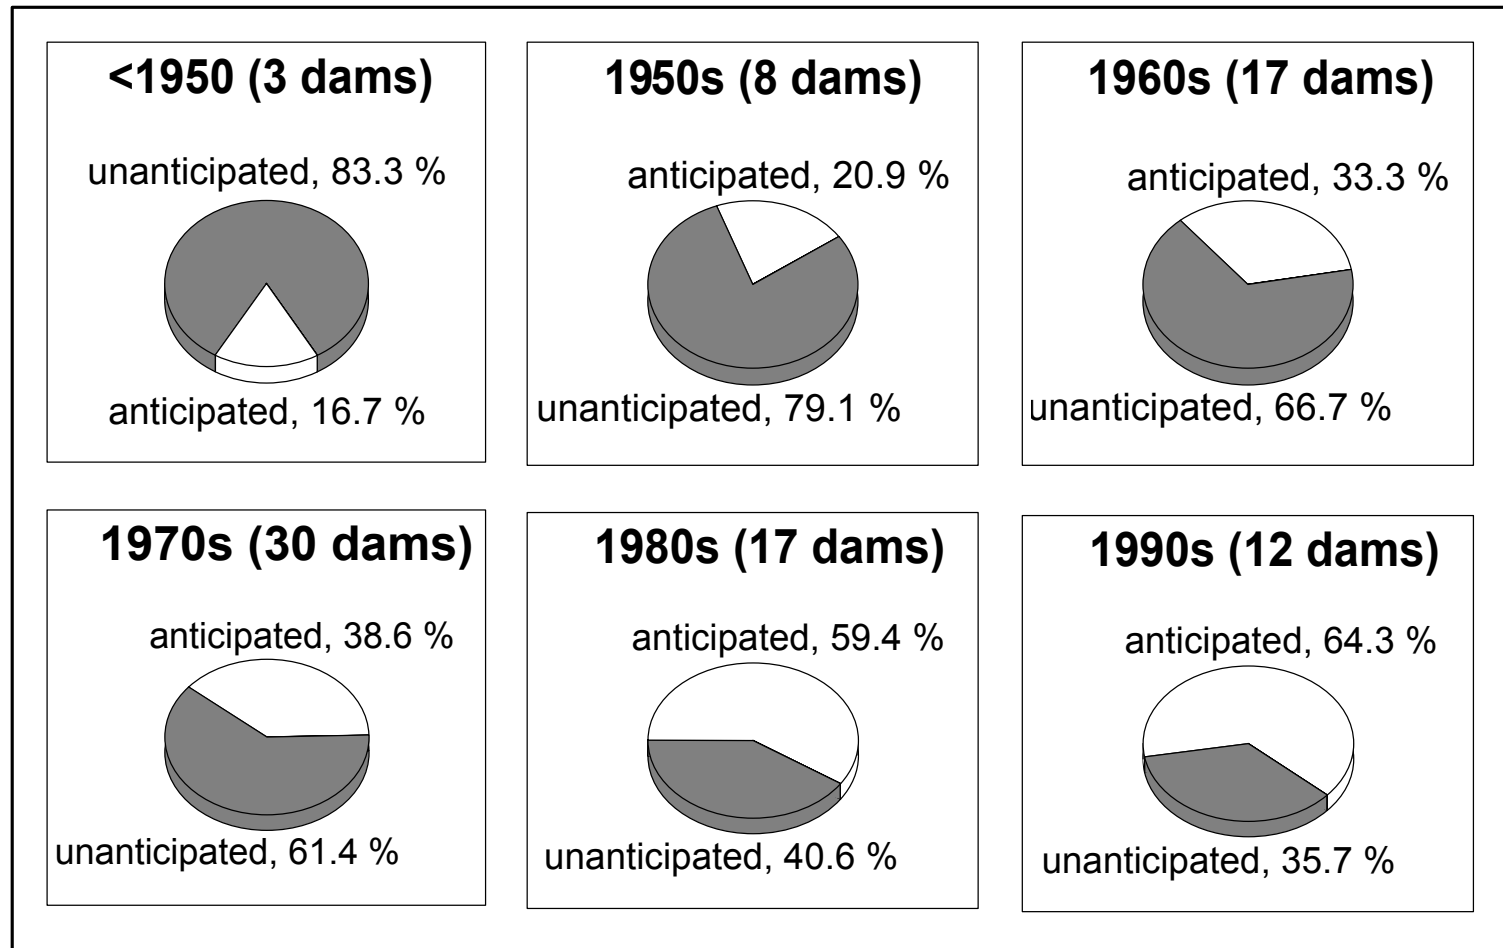 <1950 (3 dams)
unanticipated, 83.3 %
anticipated, 16.7 %
1950s (8 dams)
anticipated, 20.9 %
unanticipated, 79.1 %
1960s (17 dams)
anticipated, 33.3 %
unanticipated, 66.7 %
1970s (30 dams)
anticipated, 38.6 %
unanticipated, 61.4 %
1980s (17 dams)
anticipated, 59.4 %
unanticipated, 40.6 %
1990s (12 dams)
anticipated, 64.3 %
unanticipated, 35.7 %